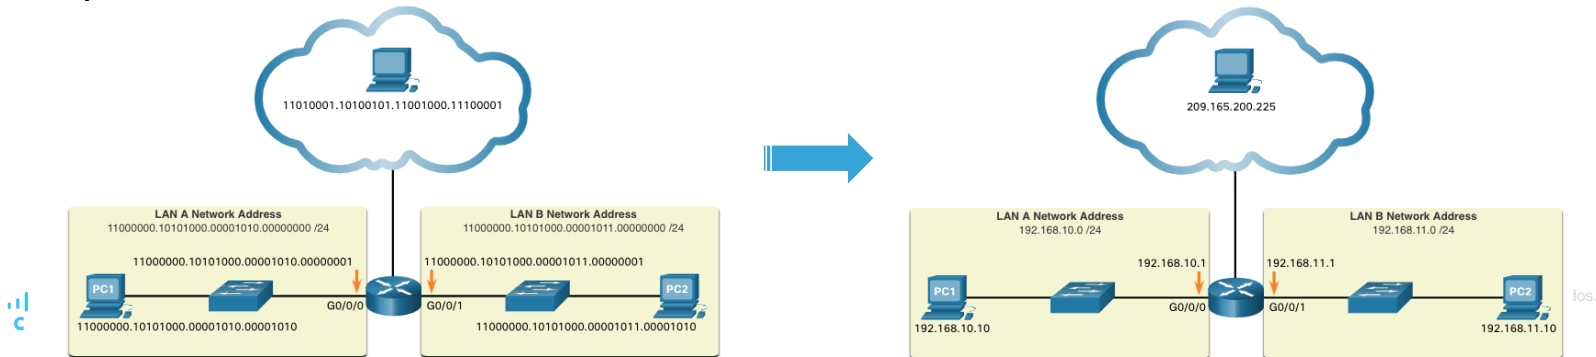 11010001.10100101.11001000.11100001
LAN A Network Address
11000000.10101000.00001010.00000000 /24
11000000.10101000.00001010.00000001
PC1
G0/0/0
11000000.10101000.00001010.00001010
LAN B Network Address
11000000.10101000.00001011.00000000 /24
11000000.10101000.00001011.00000001
PC2
G0/0/1
11000000.10101000.00001011.00001010
209.165.200.225
LAN A Network Address
192.168.10.0 /24
192.168.10.1
PC1
G0/0/0
192.168.10.10
LAN B Network Address
192.168.11.0 /24
192.168.11.1
PC2
G0/0/1
192.168.11.10
dos.
c